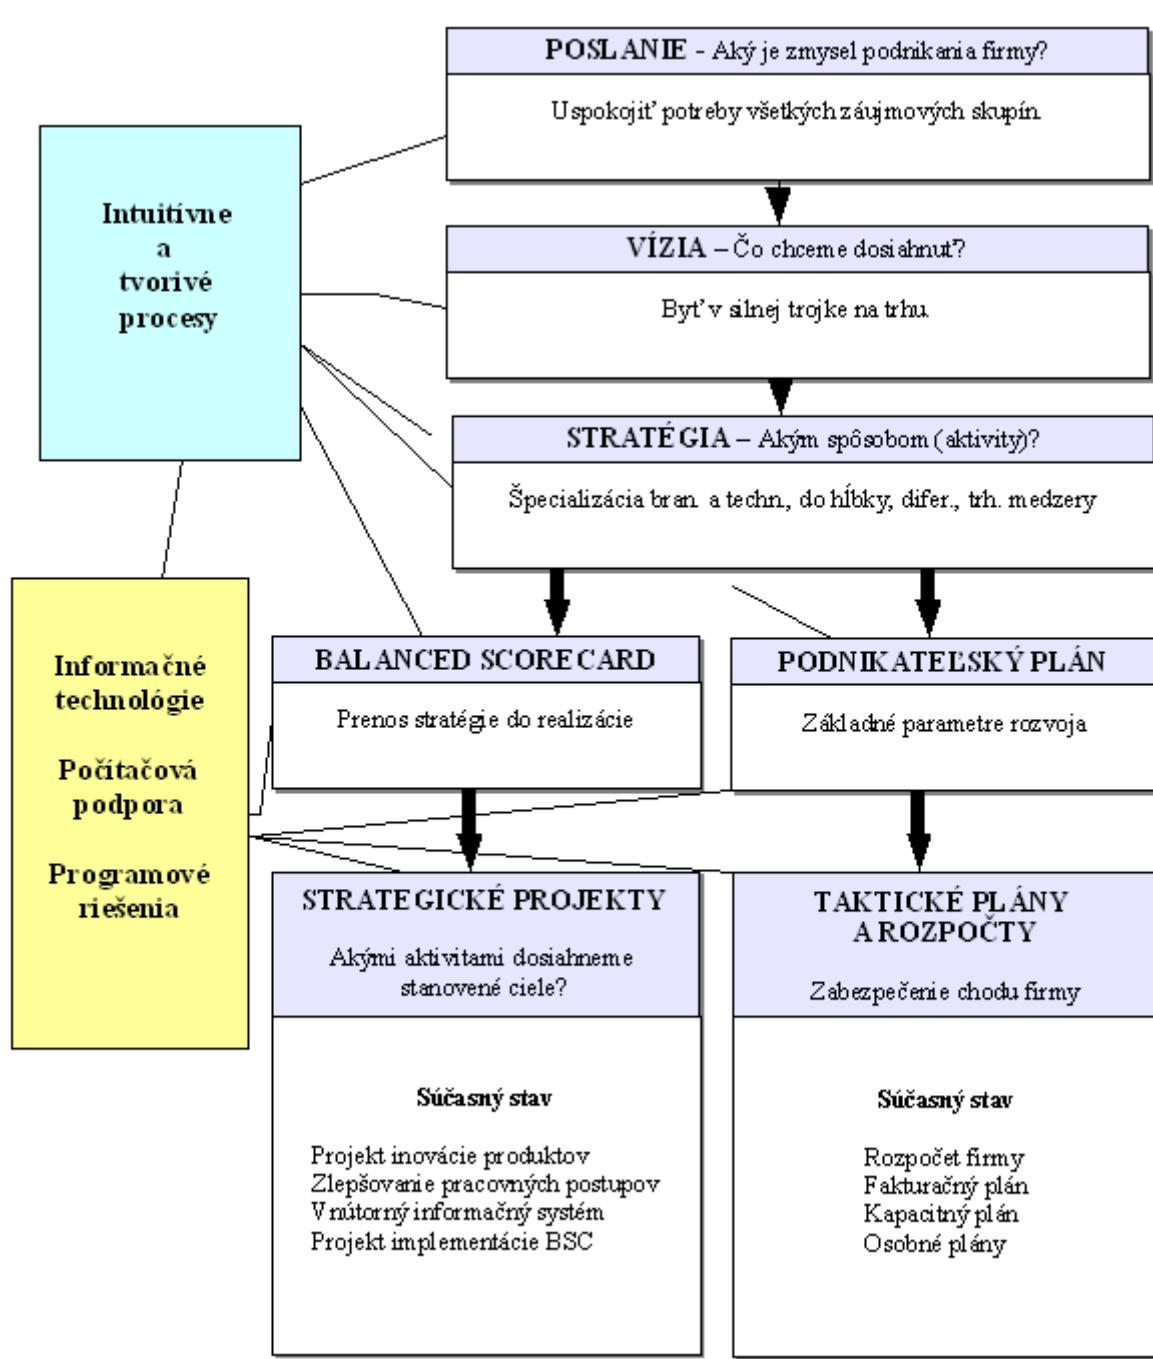 POSLANIE - Aký je zmysel podnikania firmy?
Uspokojiť potreby všetkých záujmových skupín
Intuitívne
a
tvorivé
procesy
VÍZIA – Čo chceme dosiahnuť?
Byť v silnej trojke na trhu
STRATÉGIA – Akým spôsobom (aktivity)?
Špecializácia bran. a techn., do hĺbky, difer., trh. medzery
Informačné
technológie
Počítačová
podpora
Programové
riešenia
BALANCED SCORECARD
Prenos stratégie do realizácie
PODNIKATEĽSKÝ PLÁN
Základné parametre rozvoja
STRATEGICKÉ PROJEKTY
Akými aktivitami dosiahneme
stanovené ciele?
Súčasný stav
Projekt inovácie produktov
Zlepšovanie pracovných postupov
Vnútorný informačný systém
Projekt implementácie BSC
TAKTICKÉ PLÁNY
A ROZPOČTY
Zabezpečenie chodu firmy
Súčasný stav
Rozpočet firmy
Fakturačný plán
Kapacitný plán
Osobné plány